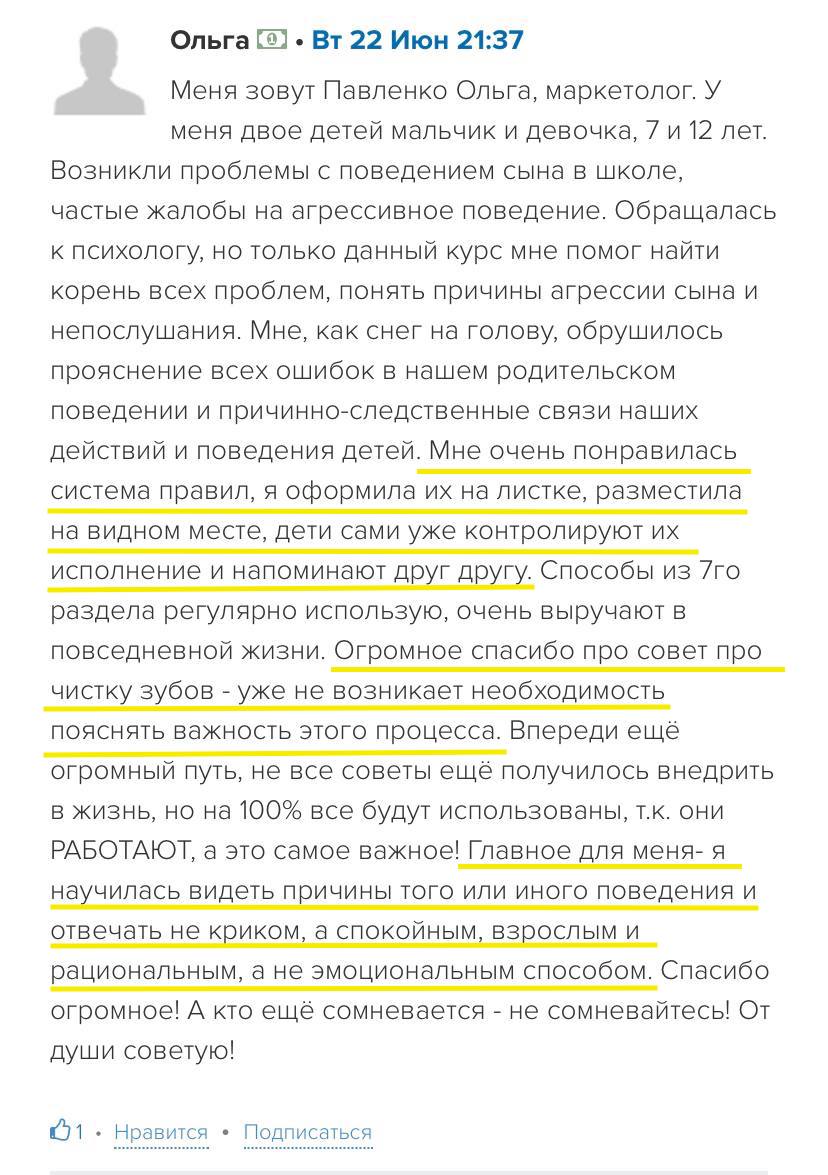 Ольга • Вт 22 Июн 21:37
Меня зовут Павленко Ольга, маркетолог. У
меня двое детей мальчик и девочка, 7 и 12 лет.
Возникли проблемы с поведением сына в школе,
частые жалобы на агрессивное поведение. Обращалась
к психологу, но только данный курс мне помог найти
корень всех проблем, понять причины агрессии сына и
непослушания. Мне, как снег на голову, обрушилось
прояснение всех ошибок в нашем родительском
поведении и причинно-следственные связи наших
действий и поведения детей. Мне очень понравилась
система правил, я оформила их на листке, разместила
на видном месте, дети сами уже контролируют их
исполнение и напоминают друг другу. Способы из 7го
раздела регулярно использую, очень выручают в
повседневной жизни. Огромное спасибо про совет про
чистку зубов - уже не возникает необходимость
пояснять важность этого процесса. Впереди ещё
огромный путь, не все советы ещё получилось внедрить
в жизнь, но на 100% все будут использованы, т.к. они
РАБОТАЮТ, а это самое важное! Главное для меня- я
научилась видеть причины того или иного поведения и
отвечать не криком, а спокойным, взрослым и
рациональным, а не эмоциональным способом. Спасибо
огромное! А кто ещё сомневается - не сомневайтесь! От
души советую!
1 • Нравится • Подписаться